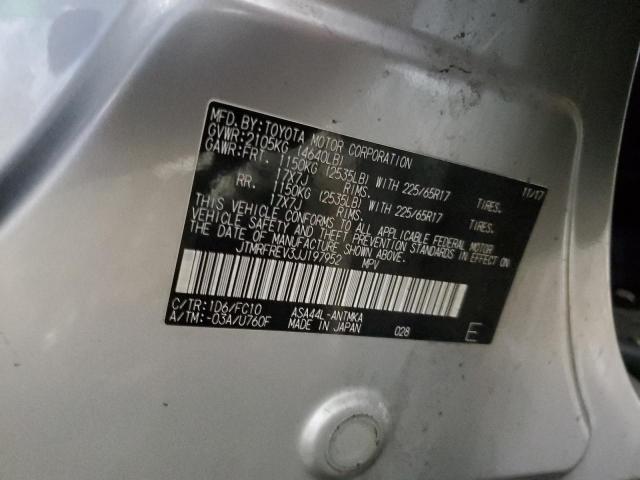 MFD.BY:TOYOTA MOTOR CORPORATION 11/17
GVWR:2105KG (4640LB)
GAWR:FRT. 1150KG (2535LB) WITH 225/65R17 TIRES,
17X7J RIMS,
RR. 1150KG (2535LB) WITH 225/65R17 TIRES,
17X7J RIMS,
THIS VEHICLE CONFORMS TO ALL APPLICABLE FEDERAL MOTOR
VEHICLE SAFETY AND THEFT PREVENTION STANDARDS IN EFFECT ON
THE DATE OF MANUFACTURE SHOWN ABOVE.
JTMRFREV3JJ197952 MPV
C/TR:1D6/FC10 ASA44L-ANTMKA
A/TM:-03A/U760F MADE IN JAPAN 028 E